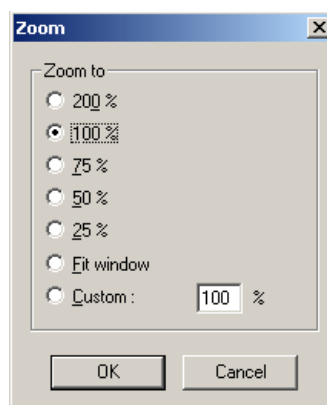 Zoom
Zoom to
200 %
100 %
75 %
50 %
25 %
Fit window
Custom : 100 %
OK Cancel